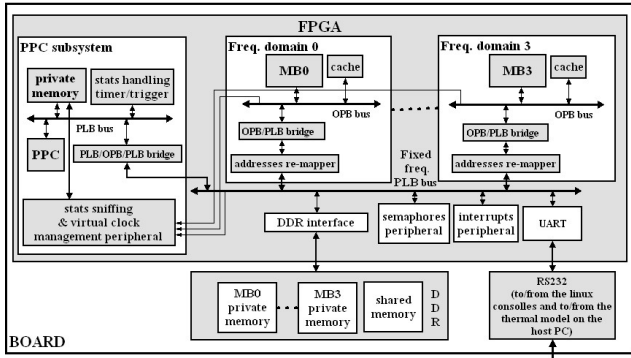 FPGA
PPC subsystem
private
memory
stats handling
timer/trigger
PLB bus
PPC
PLB/OPB/PLB bridge
stats sniffing
& virtual clock
management peripheral
Freq. domain 0
MB0
cache
OPB bus
OPB/PLB bridge
addresses re-mapper
Freq. domain 3
MB3
cache
OPB bus
OPB/PLB bridge
addresses re-mapper
Fixed
freq.
PLB bus
DDR interface
semaphores
peripheral
interrupts
peripheral
UART
MB0
private
memory
MB3
private
memory
shared
memory
D
D
R
RS232
(to/from the linux
consolles and to/from the
thermal model on
the host PC)
BOARD